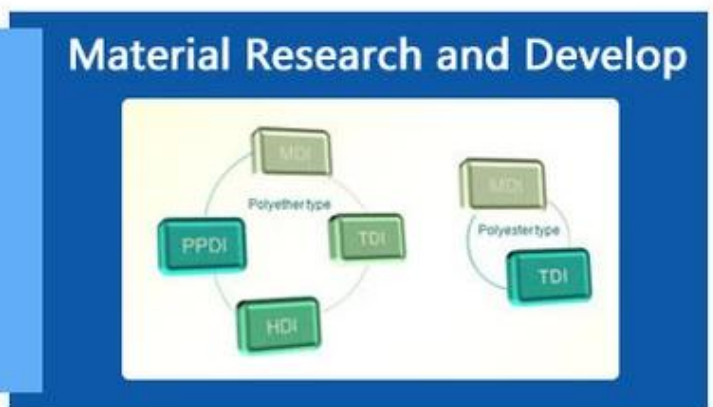 Material Research and Develop
MDI
Polyether type
PPDI
TDI
HDI
MDI
Polyester type
TDI